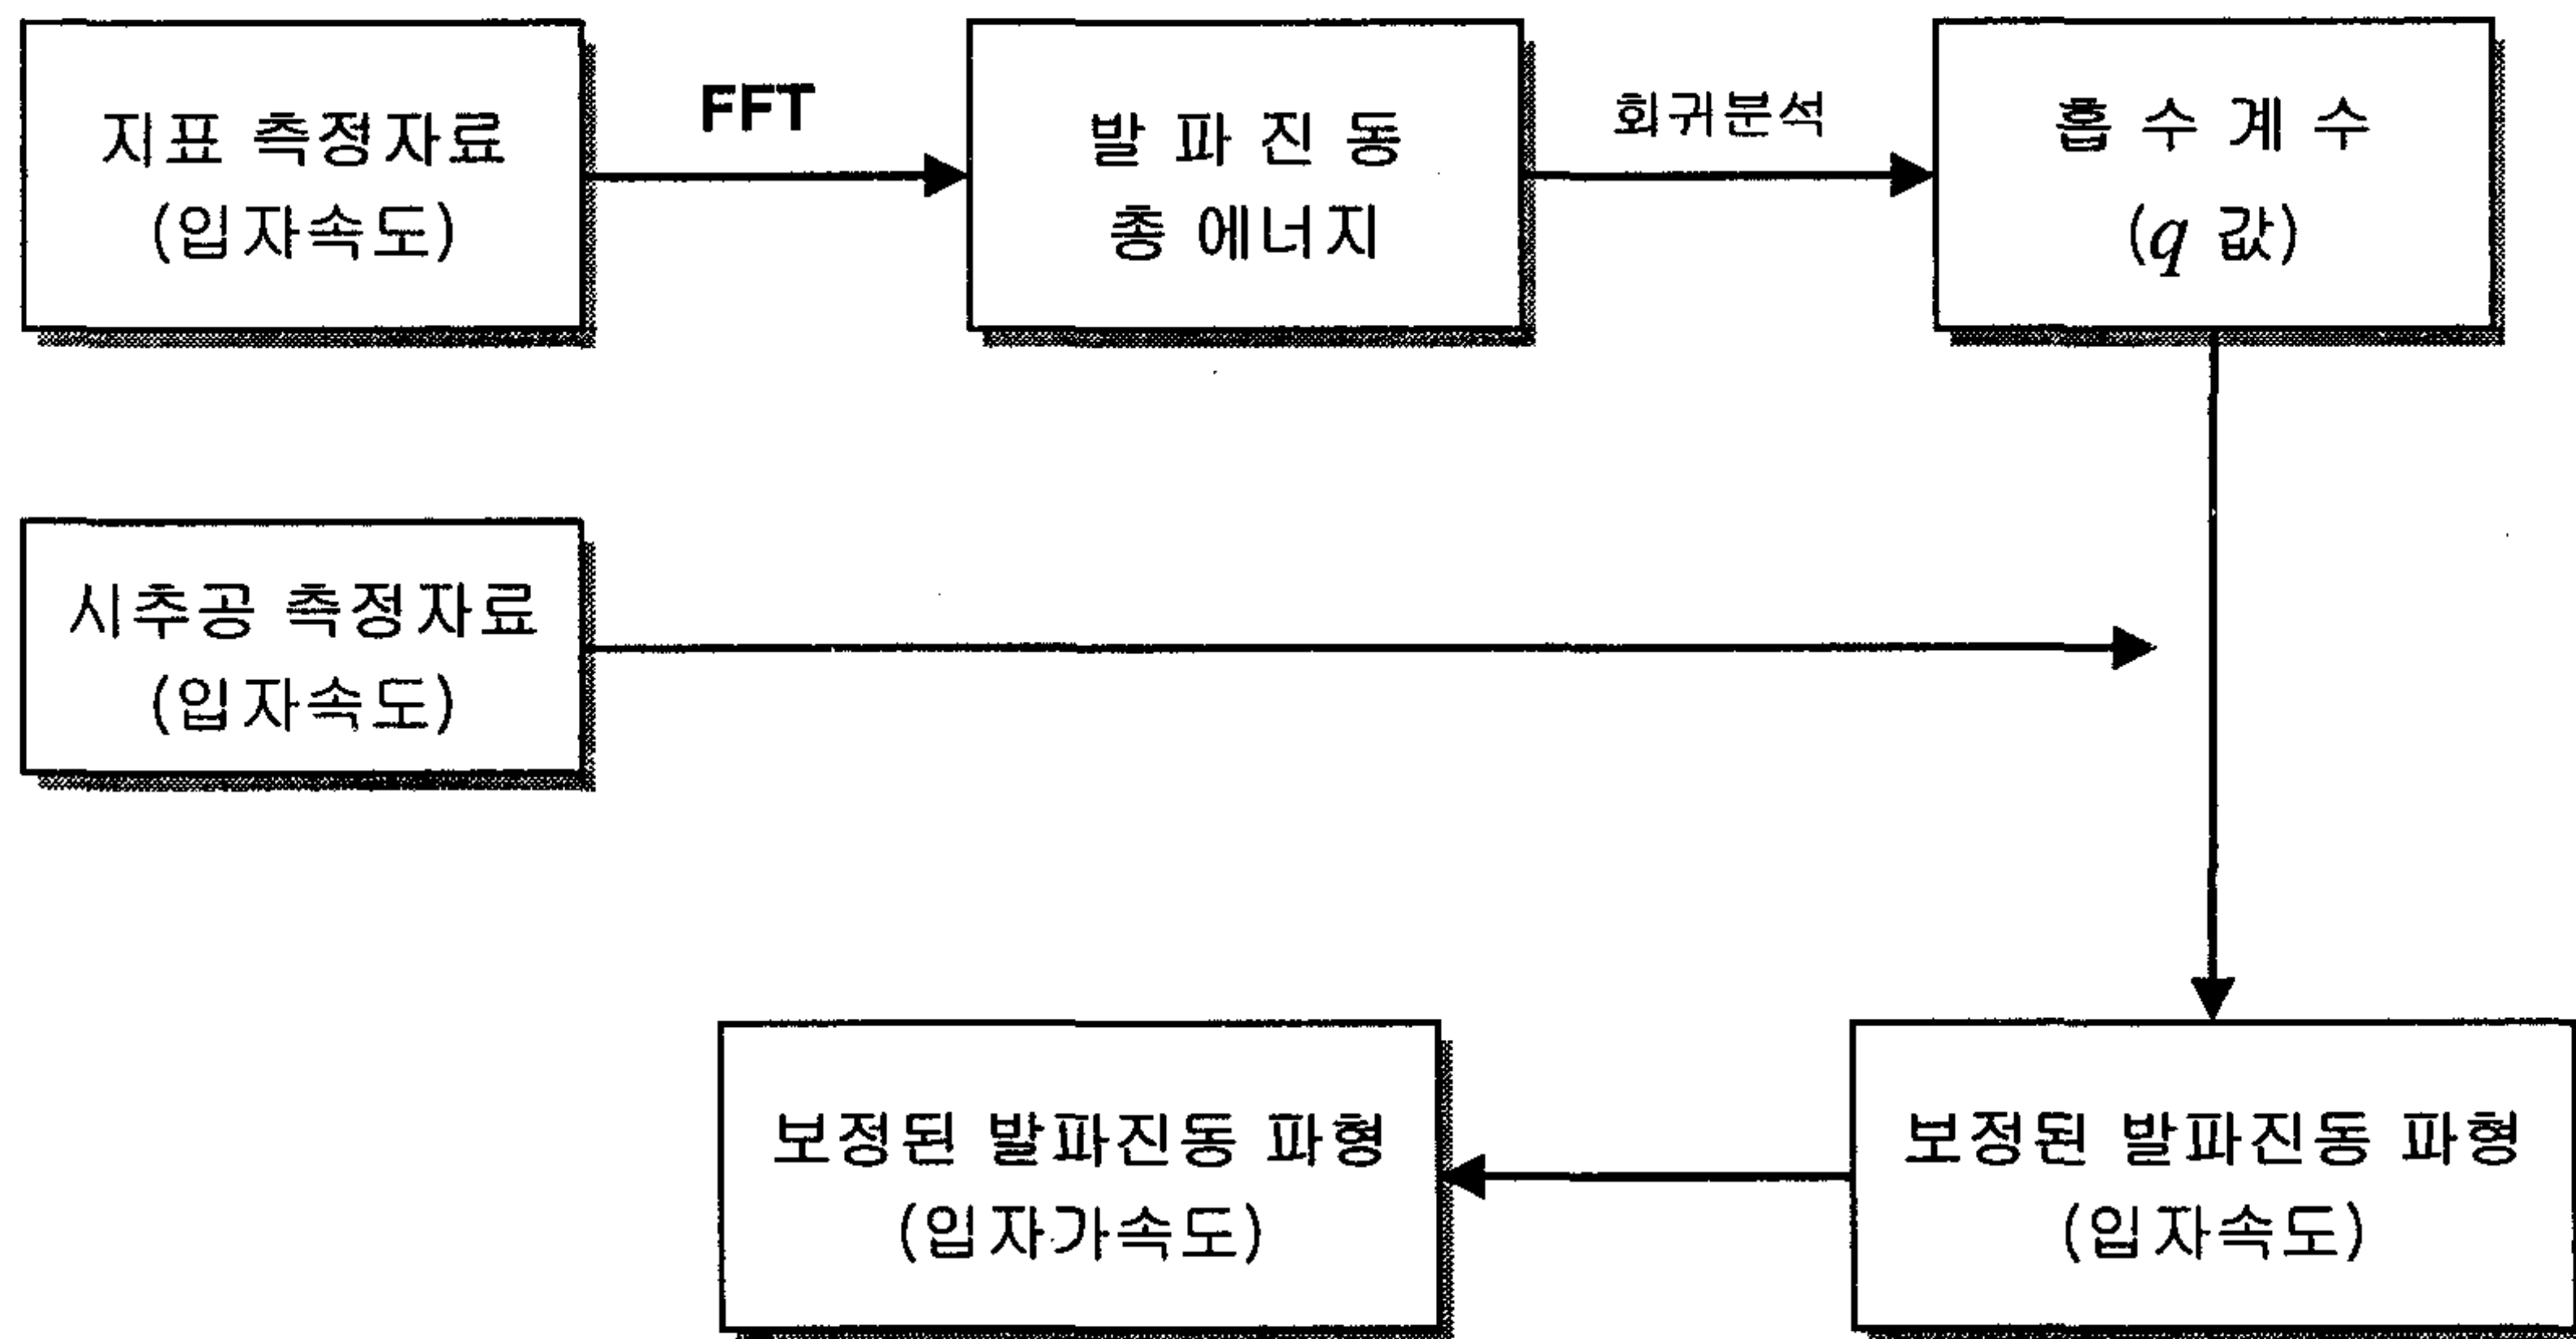 지표 측정자료
(입자속도)
FFT
발 파 진 동
총 에너지
회귀분석
흡 수 계 수
(q 값)
시추공 측정자료
(입자속도)
보정된 발파진동 파형
(입자가속도)
보정된 발파진동 파형
(입자속도)